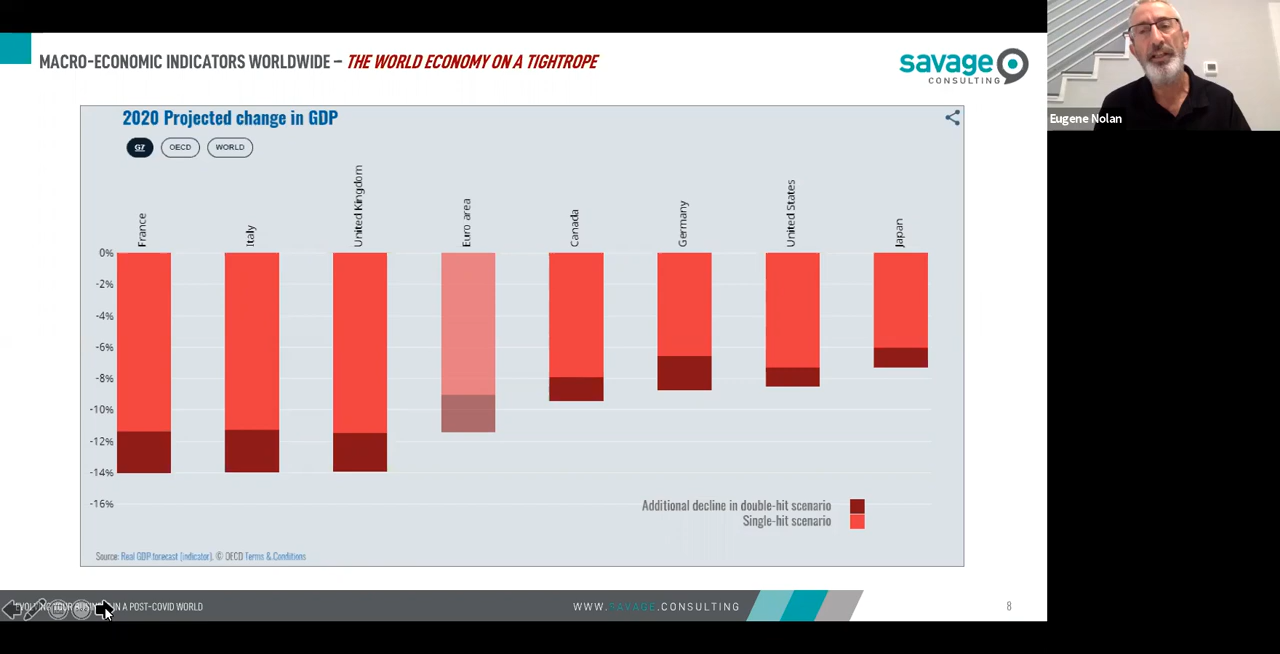 MACRO-ECONOMIC INDICATORS WORLDWIDE – THE WORLD ECONOMY ON A TIGHTROPE
savage
CONSULTING
Eugene Nolan
2020 Projected change in GDP
G7
OECD
WORLD
France
Italy
United Kingdom
Euro area
Canada
Germany
United States
Japan
0%
-2%
-4%
-6%
-8%
-10%
-12%
-14%
-16%
Additional decline in double-hit scenario
Single-hit scenario
Source: Real GDP forecast (indicator), © OECD Terms & Conditions
IN A POST-COVID WORLD
WWW.SAVAGE.CONSULTING
8